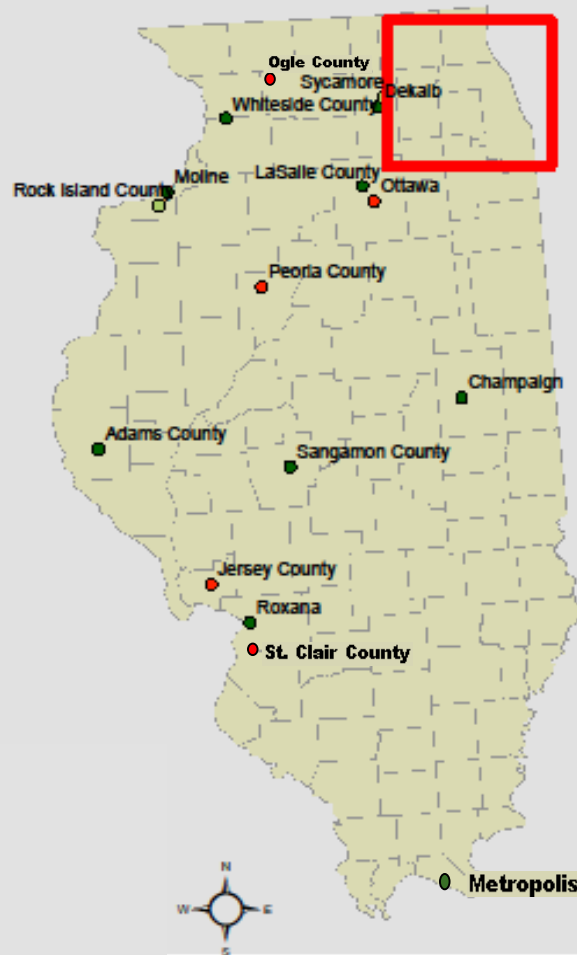 Ogle County
Sycamore
Dekalb
Whiteside County
LaSalle County
Moline
Rock Island County
Ottawa
Peoria County
Champaign
Adams County
Sangamon County
Jersey County
Roxana
St. Clair County
Metropolis
N
W E
S